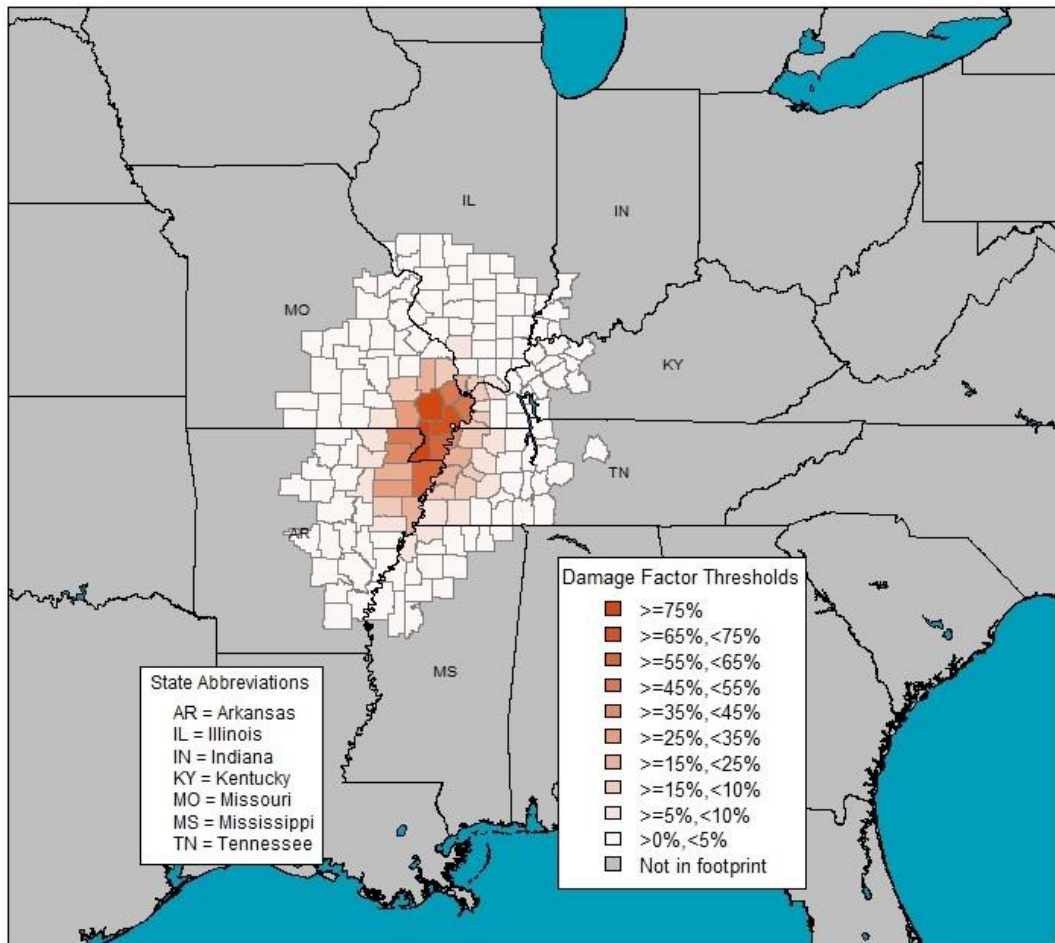 IL
IN
MO
KY
TN
AR
MS
Damage Factor Thresholds
>=75%
>=65%,<75%
>=55%,<65%
>=45%,<55%
>=35%,<45%
>=25%,<35%
>=15%,<25%
>=15%,<10%
>=5%,<10%
>0%,<5%
Not in footprint
State Abbreviations
AR = Arkansas
IL = Illinois
IN = Indiana
KY = Kentucky
MO = Missouri
MS = Mississippi
TN = Tennessee